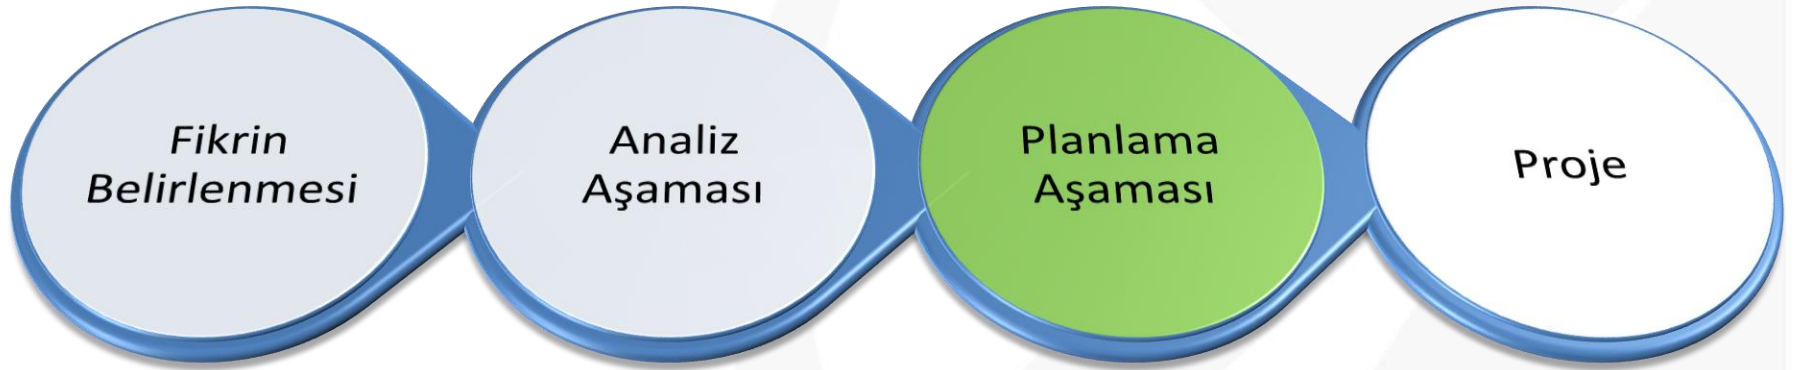 Fikrin
Belirlenmesi
Analiz
Aşaması
Planlama
Aşaması
Proje